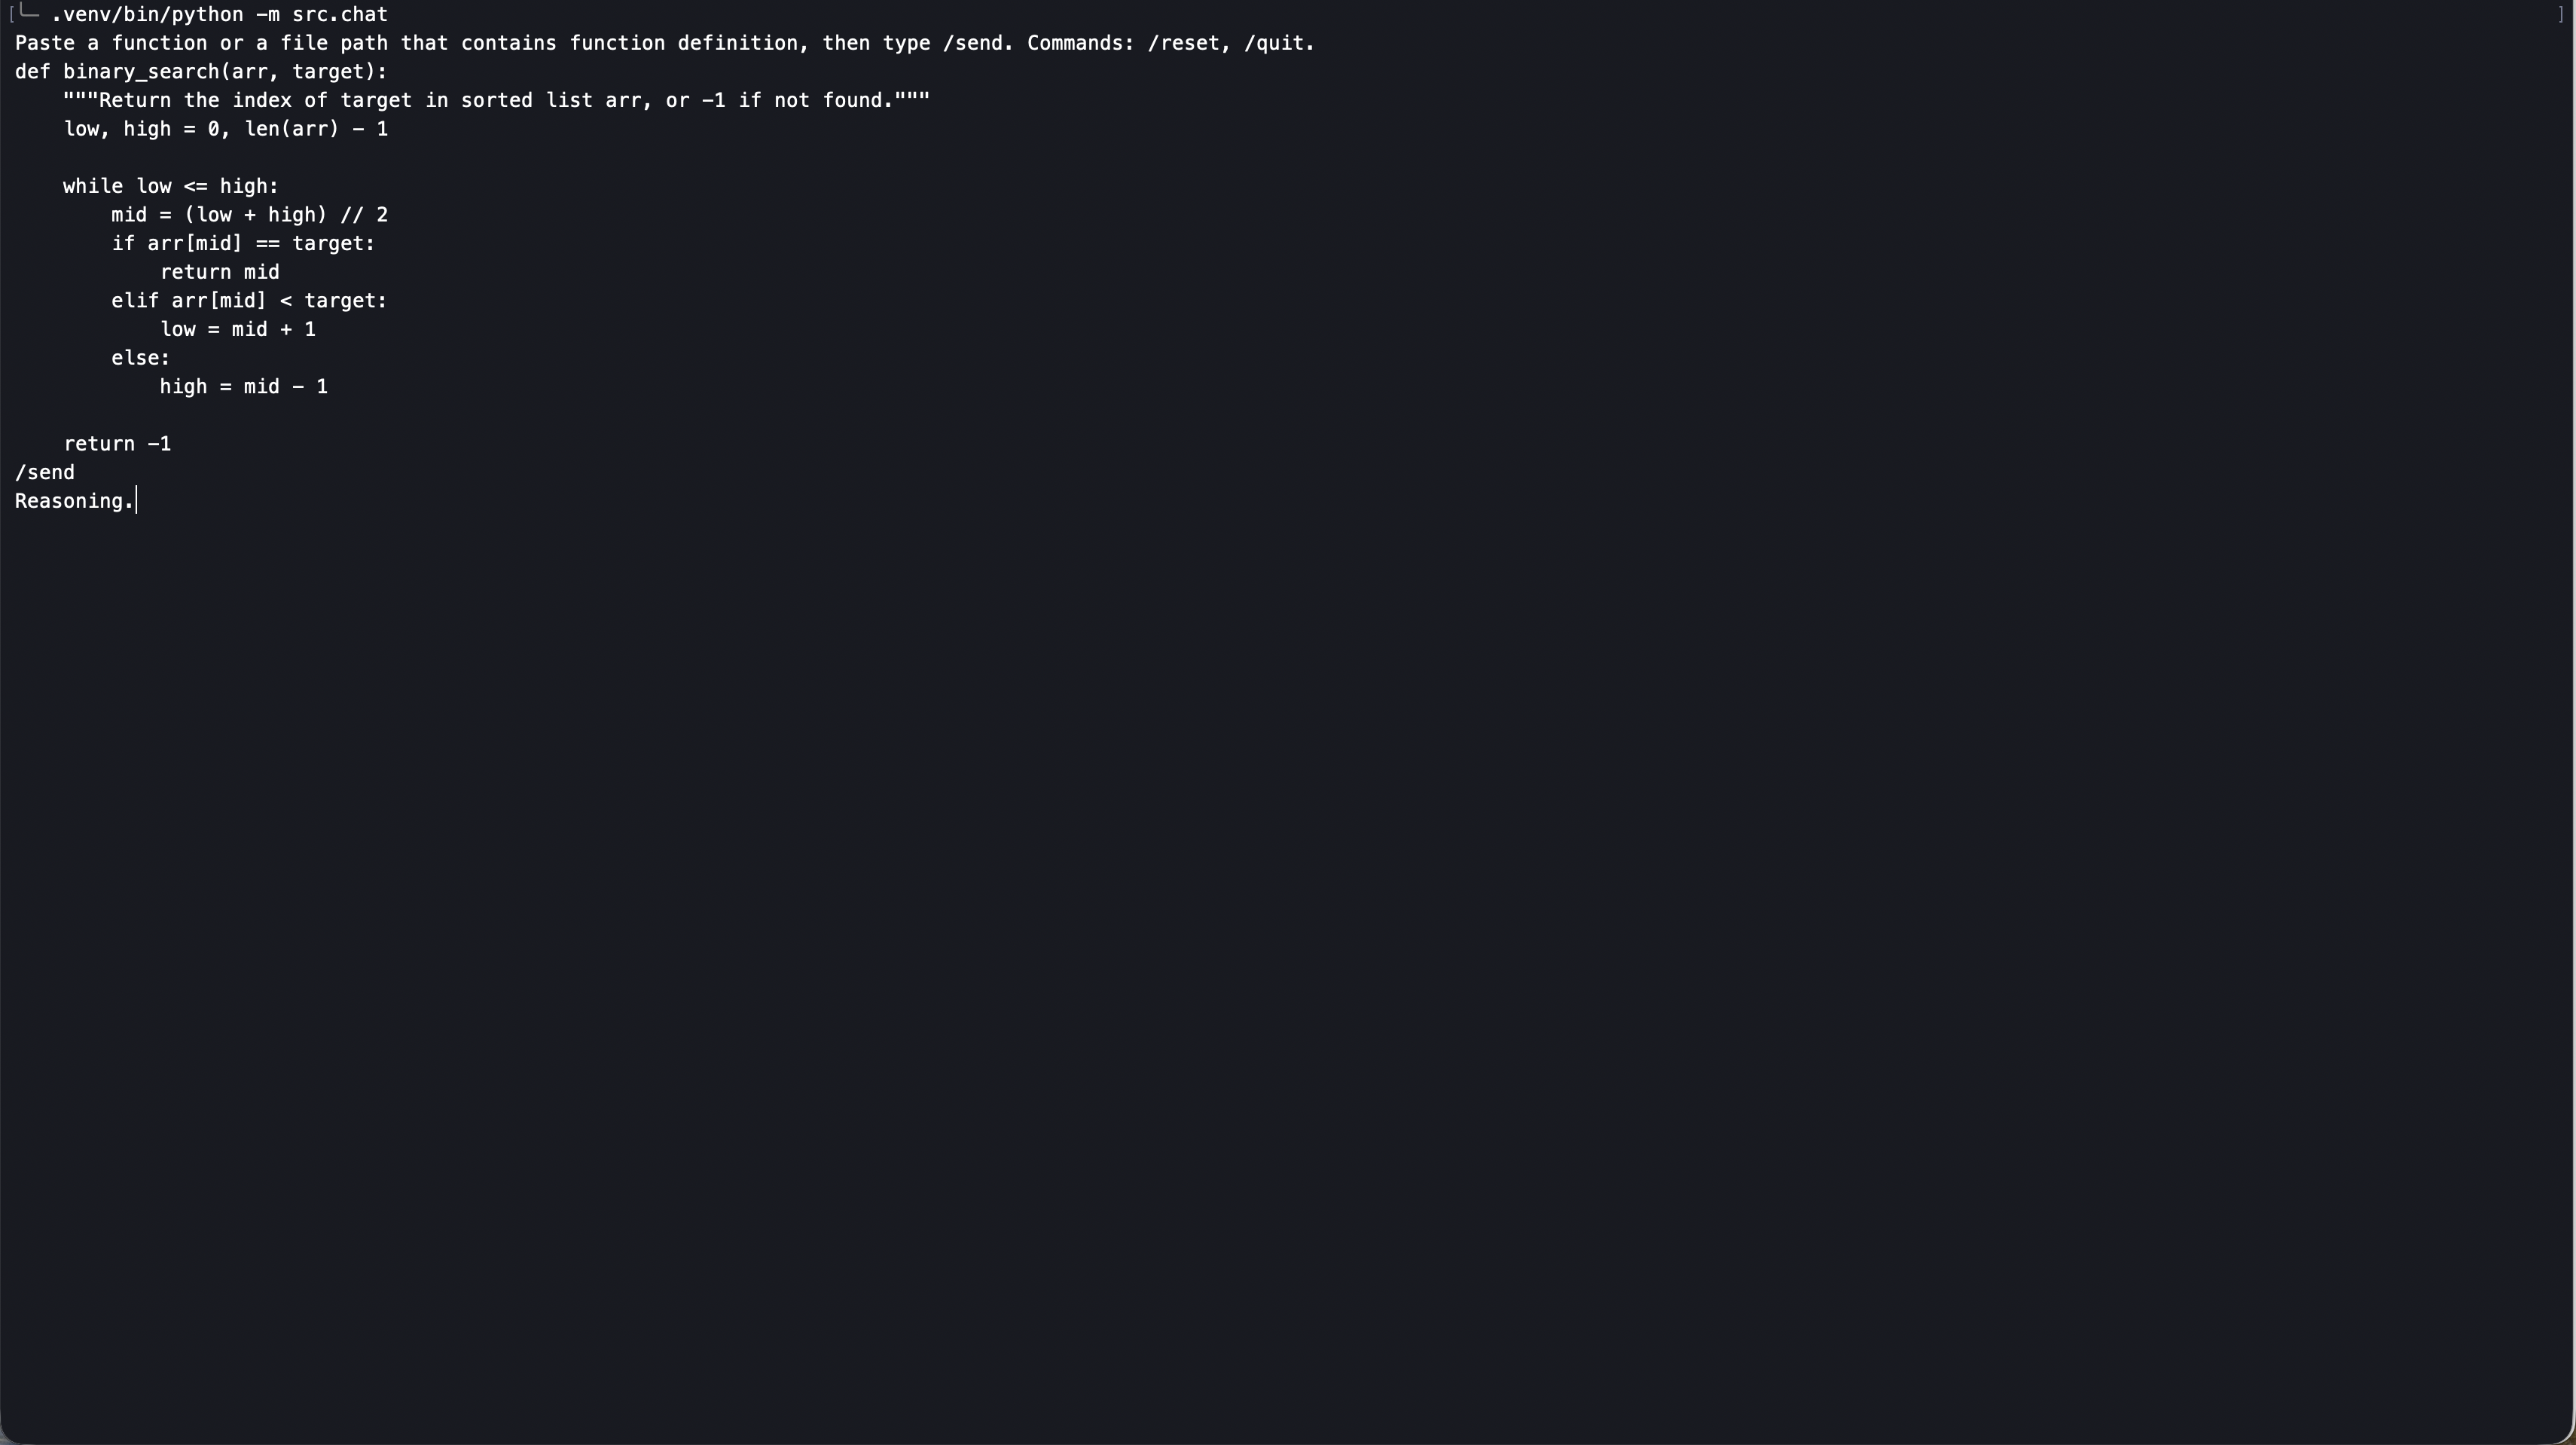 [╰─ .venv/bin/python -m src.chat ]
Paste a function or a file path that contains function definition, then type /send. Commands: /reset, /quit.
def binary_search(arr, target):
    """Return the index of target in sorted list arr, or -1 if not found."""
    low, high = 0, len(arr) - 1

    while low <= high:
        mid = (low + high) // 2
        if arr[mid] == target:
            return mid
        elif arr[mid] < target:
            low = mid + 1
        else:
            high = mid - 1

    return -1
/send
Reasoning.